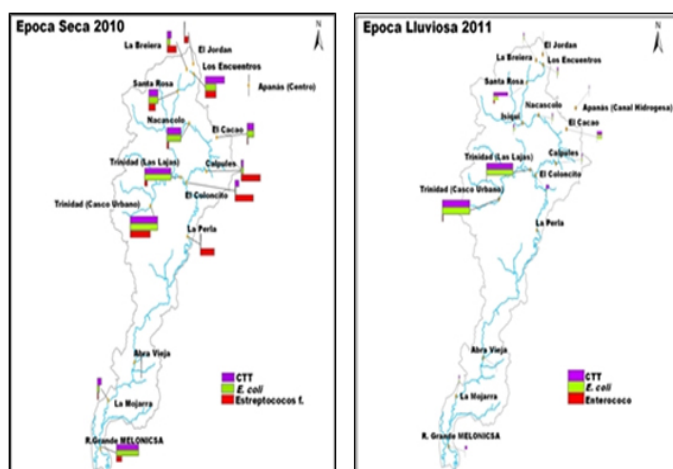 Epoca Seca 2010
N
La Breiera
El Jordan
Los Encuentros
Santa Rosa
Apanás (Centro)
Nacascolo
El Cacao
Trinidad (Las Lajas)
Calpules
El Coloncito
Trinidad (Casco Urbano)
La Perla
Abra Vieja
CTT
E. coli
Estreptococos f.
La Mojarra
R.Grande MELONICSA
Epoca Lluviosa 2011
N
El Jordan
La Breiera
Los Encuentros
Santa Rosa
Nacascolo
Apanás (Canal Hidrogesa)
Isiqui
El Cacao
Trinidad (Las Lajas)
Calpules
El Coloncito
Trinidad (Casco Urbano)
La Perla
Abra Vieja
CTT
E. coli
Enterococo
La Mojarra
R. Grande MELONICSA